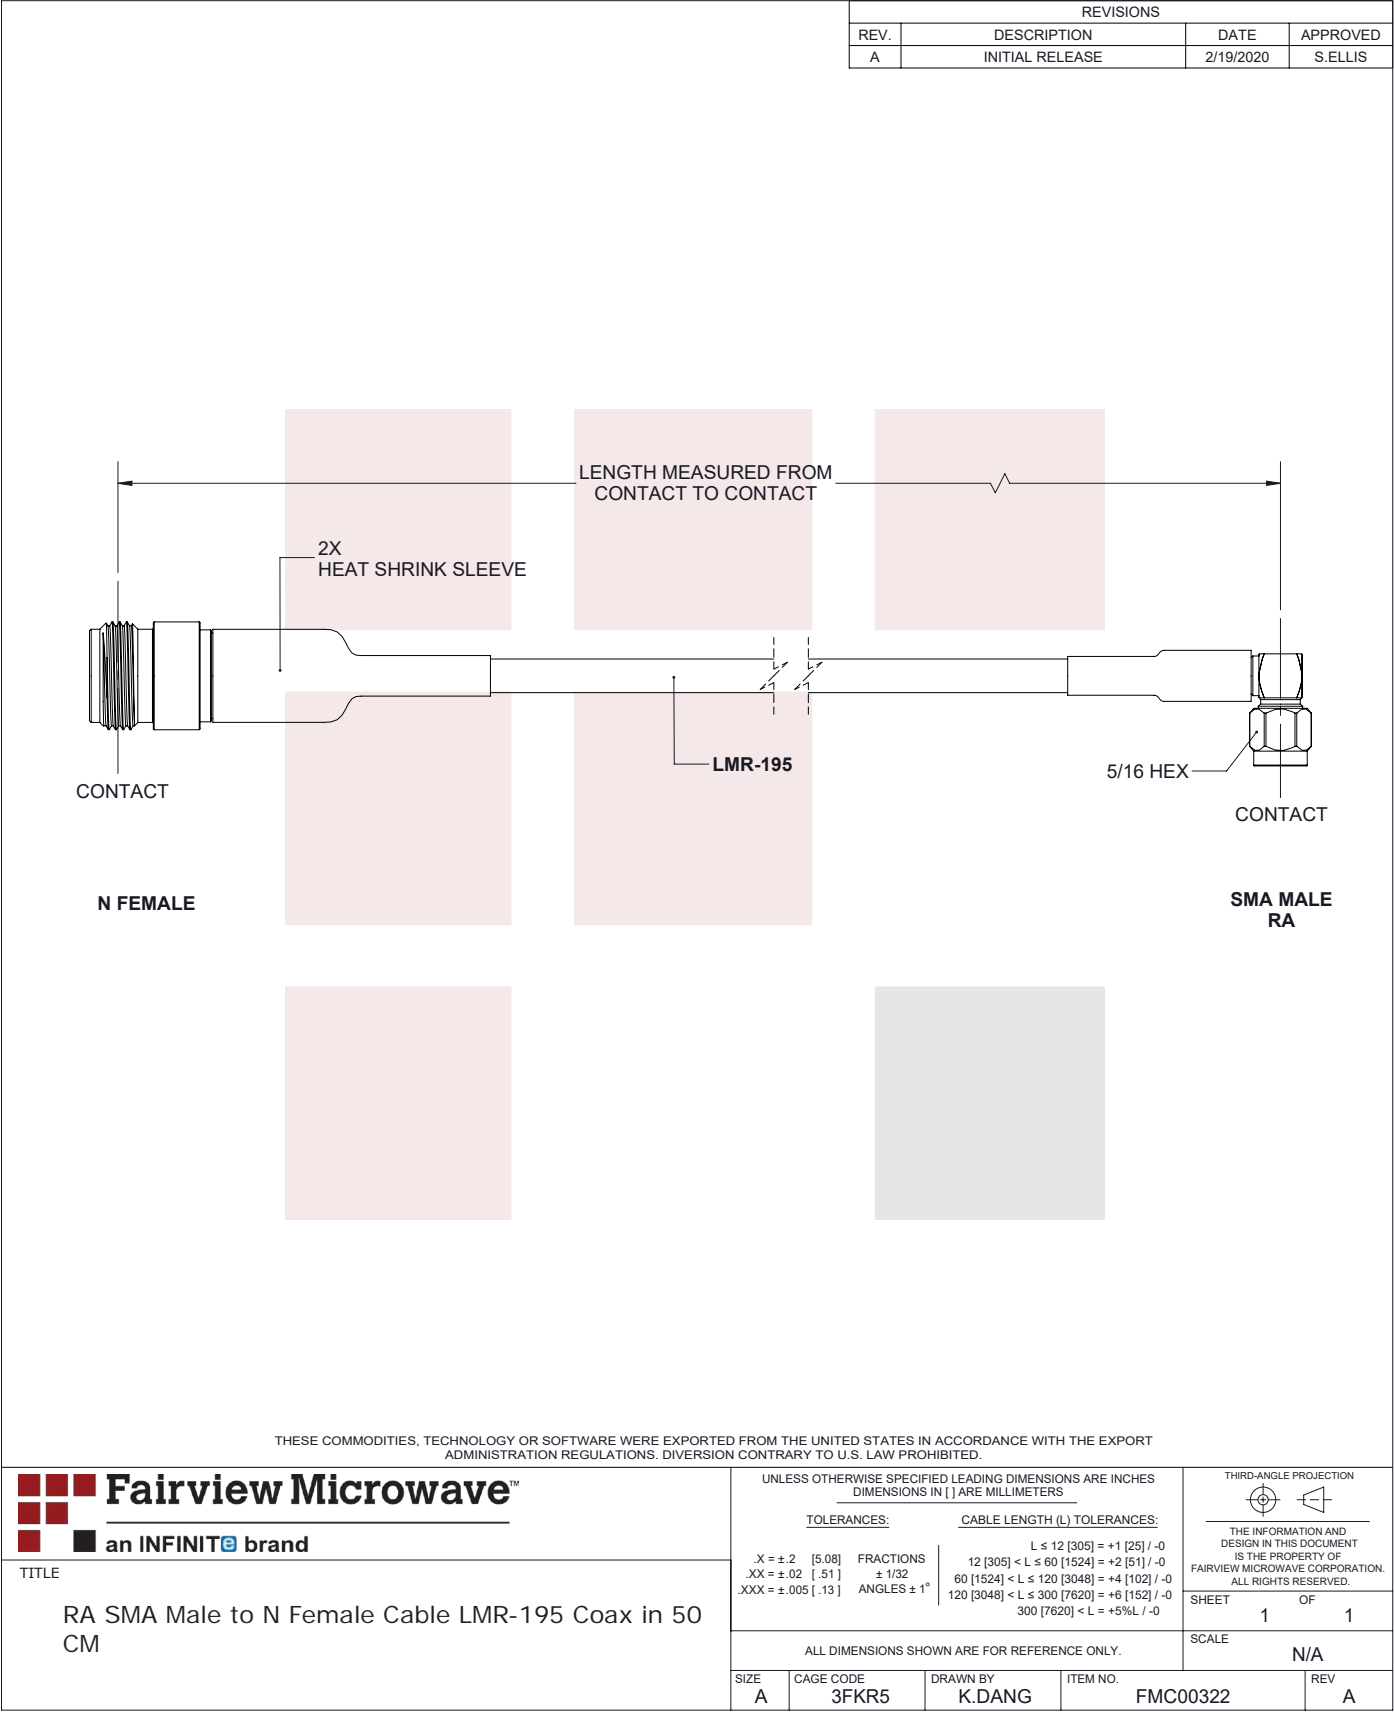 REVISIONS
REV. DESCRIPTION DATE APPROVED
A INITIAL RELEASE 2/19/2020 S.ELLIS
LENGTH MEASURED FROM
CONTACT TO CONTACT
2X
HEAT SHRINK SLEEVE
LMR-195
5/16 HEX
CONTACT
CONTACT
N FEMALE
SMA MALE
RA
THESE COMMODITIES, TECHNOLOGY OR SOFTWARE WERE EXPORTED FROM THE UNITED STATES IN ACCORDANCE WITH THE EXPORT
ADMINISTRATION REGULATIONS. DIVERSION CONTRARY TO U.S. LAW PROHIBITED.
Fairview Microwave™
an INFINITe brand
TITLE
RA SMA Male to N Female Cable LMR-195 Coax in 50
CM
UNLESS OTHERWISE SPECIFIED LEADING DIMENSIONS ARE INCHES
DIMENSIONS IN [ ] ARE MILLIMETERS
TOLERANCES:
.X = ±.2 [5.08] FRACTIONS
.XX = ±.02 [ .51 ] ± 1/32
.XXX = ±.005 [ .13 ] ANGLES ± 1°
CABLE LENGTH (L) TOLERANCES:
L ≤ 12 [305] = +1 [25] / -0
12 [305] < L ≤ 60 [1524] = +2 [51] / -0
60 [1524] < L ≤ 120 [3048] = +4 [102] / -0
120 [3048] < L ≤ 300 [7620] = +6 [152] / -0
300 [7620] < L = +5%L / -0
ALL DIMENSIONS SHOWN ARE FOR REFERENCE ONLY.
THIRD-ANGLE PROJECTION
THE INFORMATION AND
DESIGN IN THIS DOCUMENT
IS THE PROPERTY OF
FAIRVIEW MICROWAVE CORPORATION.
ALL RIGHTS RESERVED.
SHEET 1 OF 1
SCALE
N/A
SIZE CAGE CODE DRAWN BY ITEM NO. REV
A 3FKR5 K.DANG FMC00322 A